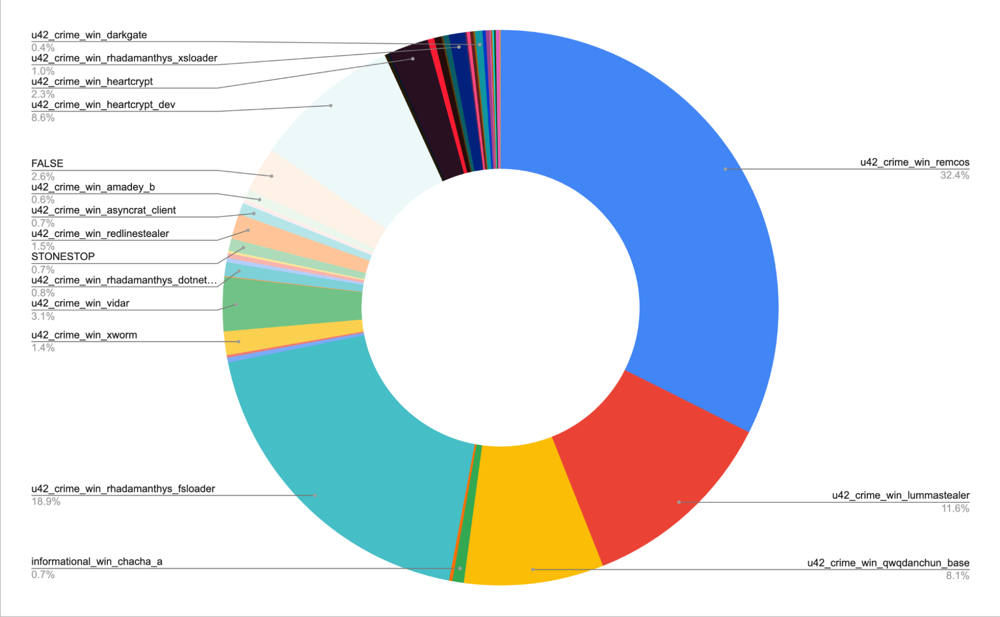 u42_crime_win_darkgate
0.4%
u42_crime_win_rhadamanthys_xsloader
1.0%
u42_crime_win_heartcrypt
2.3%
u42_crime_win_heartcrypt_dev
8.6%
FALSE
2.6%
u42_crime_win_amadey_b
0.6%
u42_crime_win_asyncrat_client
0.7%
u42_crime_win_redlinestealer
1.5%
STONESTOP
0.7%
u42_crime_win_rhadamanthys_dotnet…
0.8%
u42_crime_win_vidar
3.1%
u42_crime_win_xworm
1.4%
u42_crime_win_rhadamanthys_fsloader
18.9%
informational_win_chacha_a
0.7%
u42_crime_win_remcos
32.4%
u42_crime_win_lummastealer
11.6%
u42_crime_win_qwqdanchun_base
8.1%